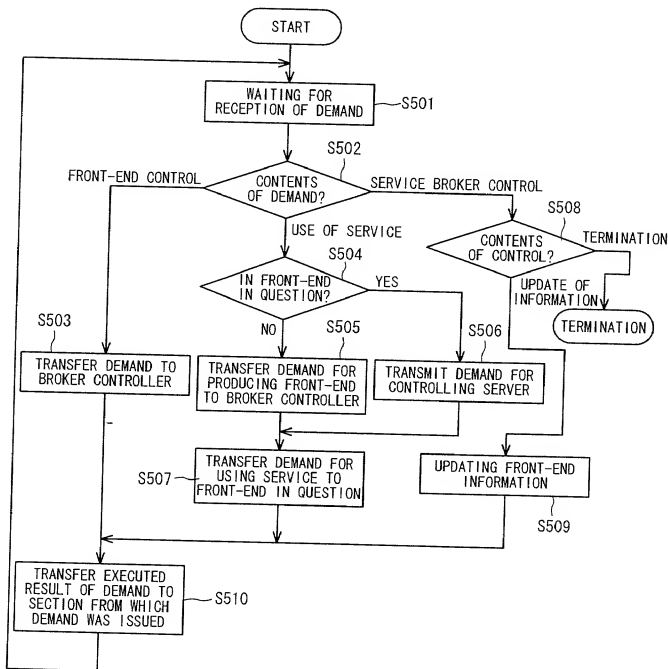 START
WAITING FOR
RECEPTION OF DEMAND
S501
S502
FRONT-END CONTROL
CONTENTS
OF DEMAND?
SERVICE BROKER CONTROL
S508
USE OF SERVICE
CONTENTS
OF CONTROL?
TERMINATION
S504
IN FRONT-END
IN QUESTION?
YES
UPDATE OF
INFORMATION
TERMINATION
NO
S503
S505
S506
TRANSFER DEMAND TO
BROKER CONTROLLER
TRANSFER DEMAND FOR
PRODUCING FRONT-END
TO BROKER CONTROLLER
TRANSMIT DEMAND FOR
CONTROLLING SERVER
S507
TRANSFER DEMAND FOR
USING SERVICE TO
FRONT-END IN QUESTION
UPDATING FRONT-END
INFORMATION
S509
TRANSFER EXECUTED
RESULT OF DEMAND TO
SECTION FROM WHICH
DEMAND WAS ISSUED
S510